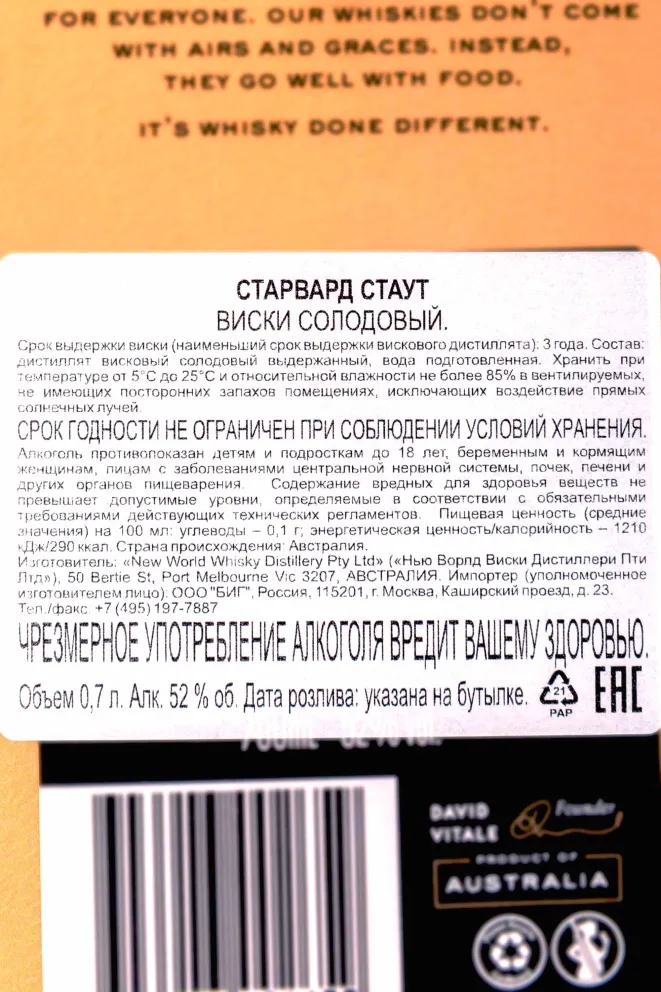 FOR EVERYONE. OUR WHISKIES DON'T COME
WITH AIRS AND GRACES. INSTEAD,
THEY GO WELL WITH FOOD.
IT'S WHISKY DONE DIFFERENT.
СТАРВАРД СТАУТ
ВИСКИ СОЛОДОВЫЙ.
Срок выдержки виски (наименьший срок выдержки вискового дистиллята): 3 года. Состав:
дистиллят висковый солодовый выдержанный, вода подготовленная. Хранить при
температуре от 5°С до 25°С и относительной влажности не более 85% в вентилируемых,
не имеющих посторонних запахов помещениях, исключающих воздействие прямых
солнечных лучей.
СРОК ГОДНОСТИ НЕ ОГРАНИЧЕН ПРИ СОБЛЮДЕНИИ УСЛОВИЙ ХРАНЕНИЯ.
Алкоголь противопоказан детям и подросткам до 18 лет, беременным и кормящим
женщинам, лицам с заболеваниями центральной нервной системы, почек, печени и
других органов пищеварения. Содержание вредных для здоровья веществ не
превышает допустимые уровни, определяемые в соответствии с обязательными
требованиями действующих технических регламентов. Пищевая ценность (средние
значения) на 100 мл: углеводы – 0,1 г; энергетическая ценность/калорийность – 1210
кДж/290 ккал. Страна происхождения: Австралия.
Изготовитель: «New World Whisky Distillery Pty Ltd» («Нью Ворлд Виски Дистиллери Пти
Лтд»), 50 Bertie St, Port Melbourne Vic 3207, АВСТРАЛИЯ. Импортер (уполномоченное
изготовителем лицо): ООО "БИГ", Россия, 115201, г. Москва, Каширский проезд, д. 23.
Тел./факс: +7 (495) 197-7887
ЧРЕЗМЕРНОЕ УПОТРЕБЛЕНИЕ АЛКОГОЛЯ ВРЕДИТ ВАШЕМУ ЗДОРОВЬЮ.
Объем 0,7 л. Алк. 52 % об. Дата розлива: указана на бутылке.
21
PAP
EAC
DAVID
VITALE
Founder
PRODUCT OF
AUSTRALIA